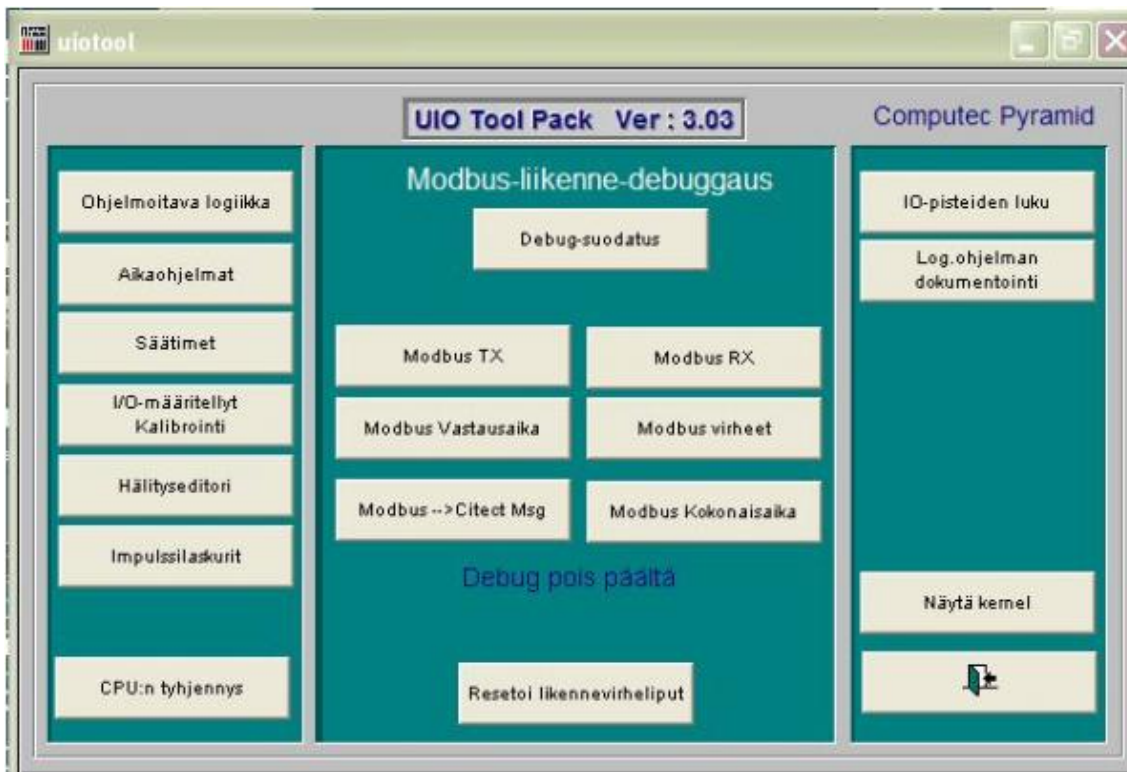 uiotool
UIO Tool Pack Ver : 3.03
Computec Pyramid
Ohjelmoitava logiikka
Aikaohjelmat
Säätimet
I/O-määritellyt
Kalibrointi
Hälityseditori
Impulssilaskurit
CPU:n tyhjennys
Modbus-liikenne-debuggaus
Debug-suodatus
Modbus TX
Modbus RX
Modbus Vastausaika
Modbus virheet
Modbus -->Citect Msg
Modbus Kokonaisaika
Debug pois päältä
Resetoi likennevirheliput
IO-pisteiden luku
Log.ohjelman
dokumentointi
Näytä kernel